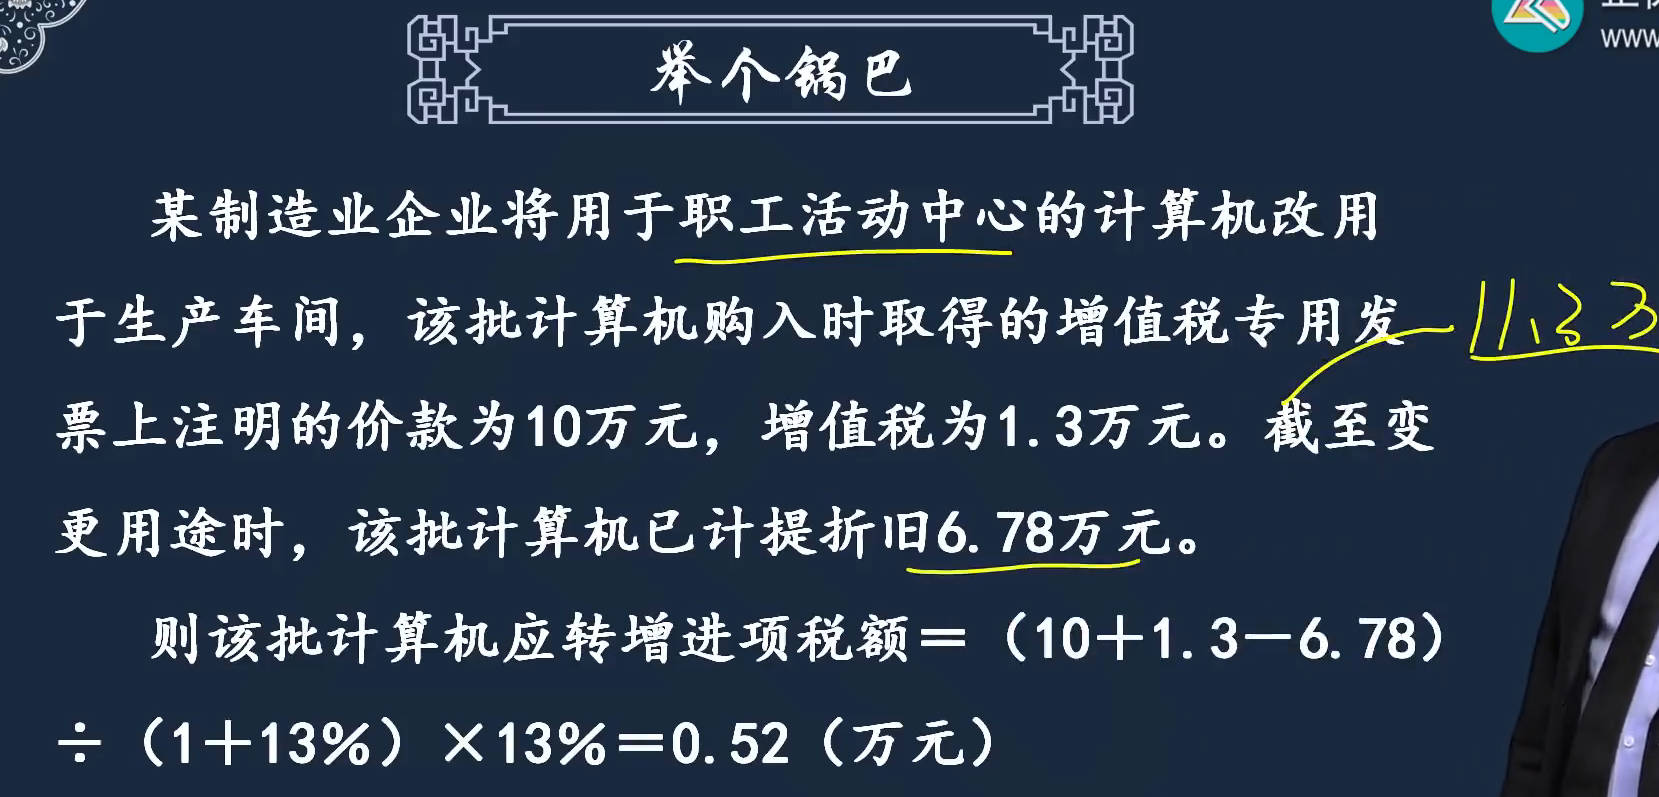 www
举个锅巴
某制造业企业将用于职工活动中心的计算机改用
于生产车间，该批计算机购入时取得的增值税专用发
11.3万
票上注明的价款为10万元，增值税为1.3万元。截至变
更用途时，该批计算机已计提折旧6.78万元。
则该批计算机应转增进项税额＝（10＋1.3－6.78）
÷（1＋13%）×13%＝0.52（万元）